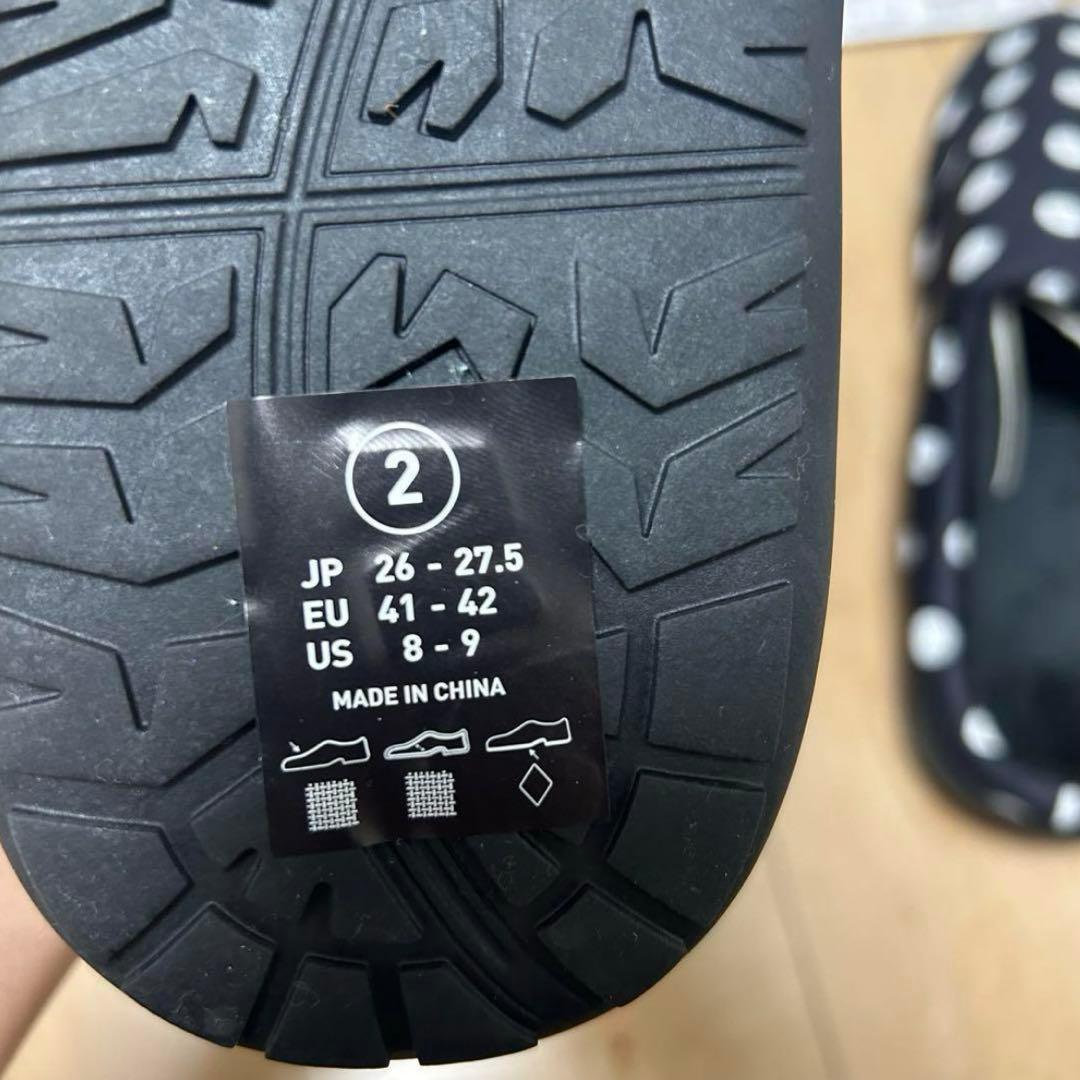 2
JP 26 - 27.5
EU 41 - 42
US 8 - 9
MADE IN CHINA